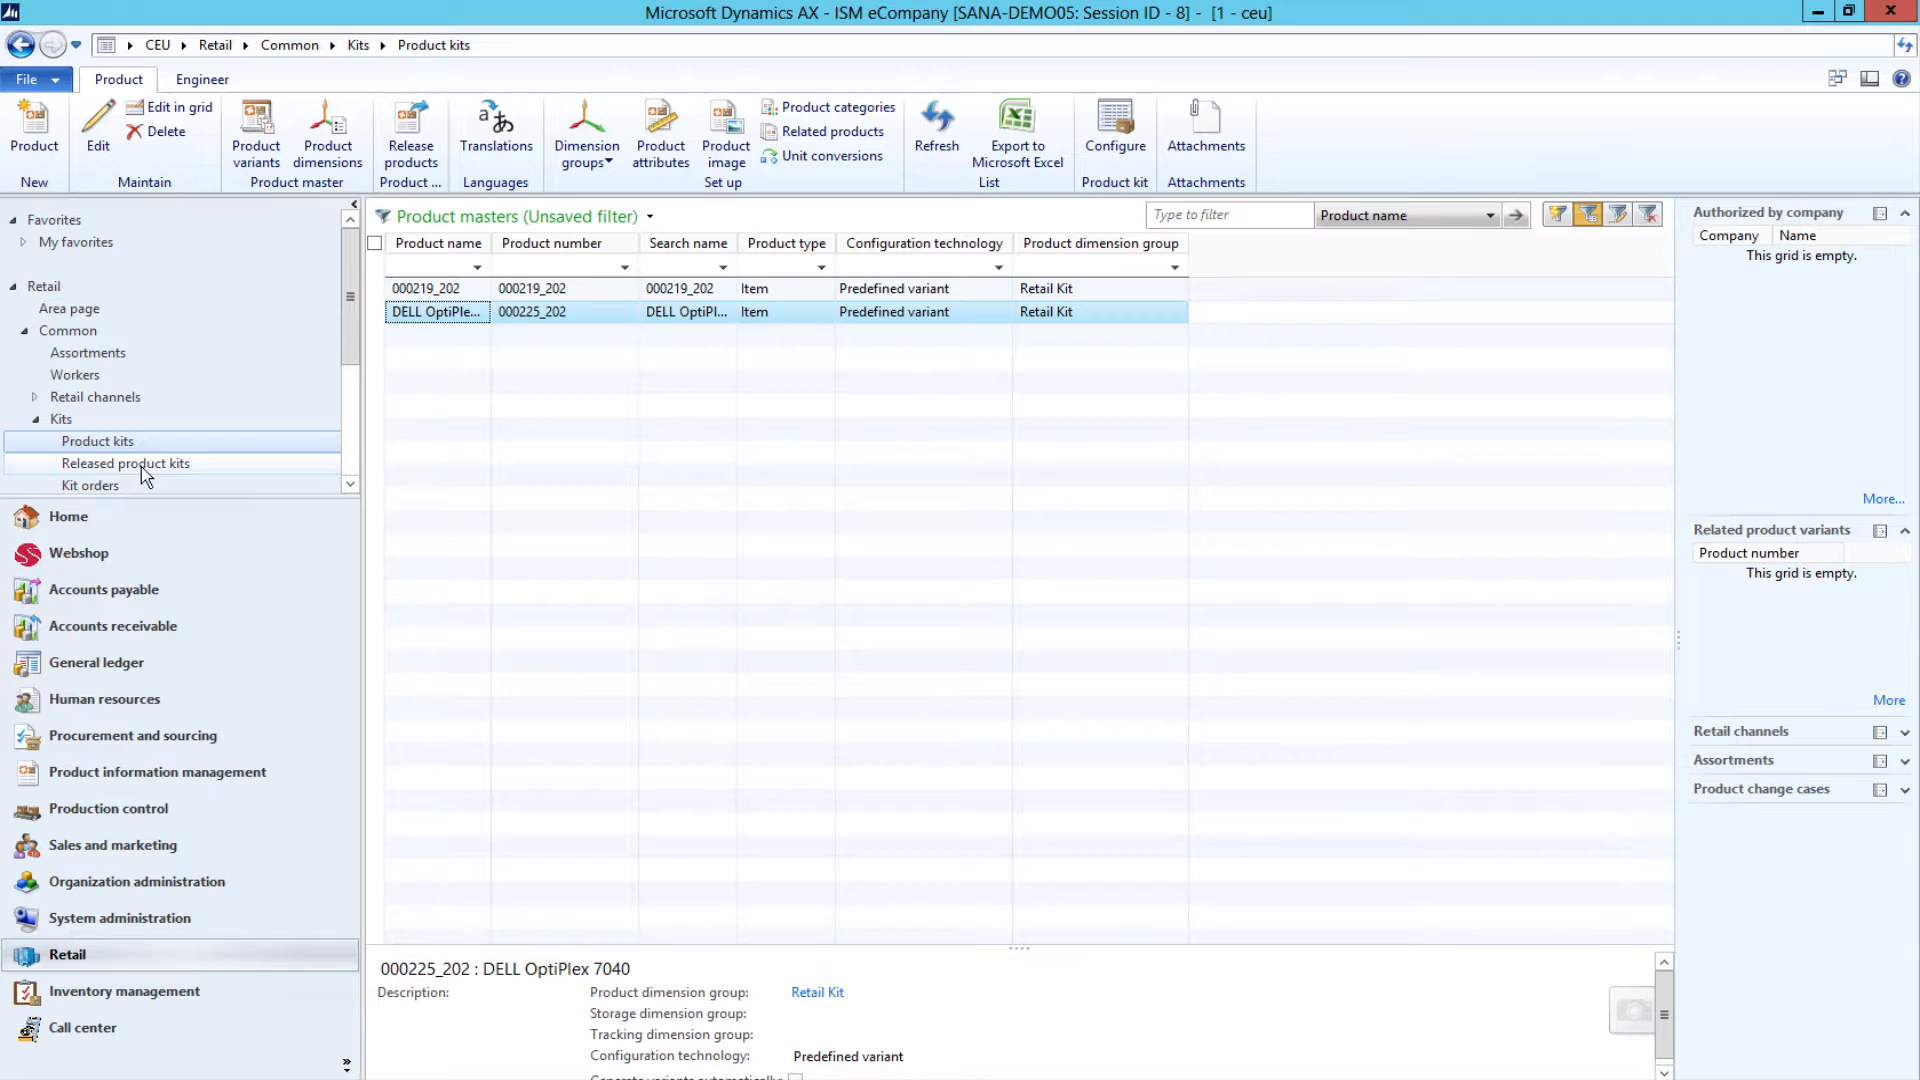 Microsoft Dynamics AX - ISM eCompany [SANA-DEMO05: Session ID - 8] - [1 - ceu]
CEU Retail Common Kits Product kits
File Product Engineer
Product
New
Edit
Edit in grid
Delete
Maintain
Product variants
Product dimensions
Product master
Release products
Product ...
Translations
Languages
Dimension groups
Product attributes
Product image
Product categories
Related products
Unit conversions
Set up
Refresh
Export to Microsoft Excel
List
Configure
Product kit
Attachments
Attachments
Favorites
My favorites
Retail
Area page
Common
Assortments
Workers
Retail channels
Kits
Product kits
Released product kits
Kit orders
Home
Webshop
Accounts payable
Accounts receivable
General ledger
Human resources
Procurement and sourcing
Product information management
Production control
Sales and marketing
Organization administration
System administration
Retail
Inventory management
Call center
Product masters (Unsaved filter)
Type to filter
Product name
Product name Product number Search name Product type Configuration technology Product dimension group
000219_202 000219_202 000219_202 Item Predefined variant Retail Kit
DELL OptiPle... 000225_202 DELL OptiPl... Item Predefined variant Retail Kit
000225_202 : DELL OptiPlex 7040
Description:
Product dimension group: Retail Kit
Storage dimension group:
Tracking dimension group:
Configuration technology: Predefined variant
Generate variants automatically:
Authorized by company
Company Name
This grid is empty.
More...
Related product variants
Product number
This grid is empty.
More
Retail channels
Assortments
Product change cases